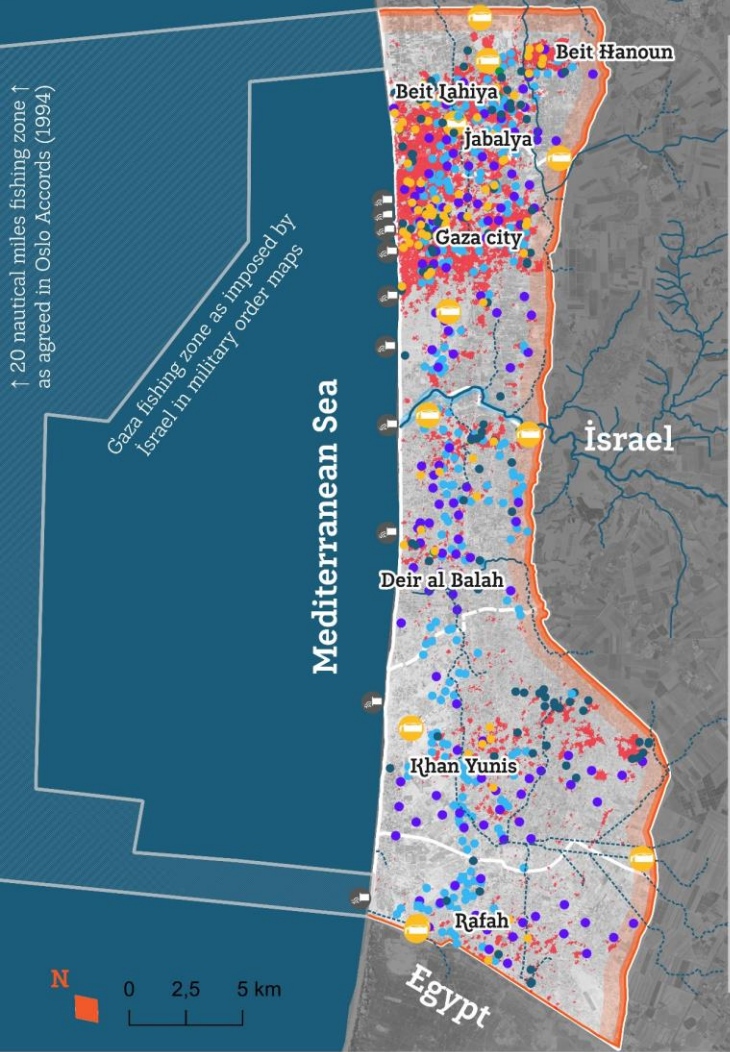 ↑ 20 nautical miles fishing zone ↑
as agreed in Oslo Accords (1994)
Gaza fishing zone as imposed by
İsrael in military order maps
Mediterranean Sea
Beit Hanoun
Beit Lahiya
Jabalya
Gaza city
İsrael
Deir al Balah
Khan Yunis
Rafah
Egypt
N
0 2,5 5 km